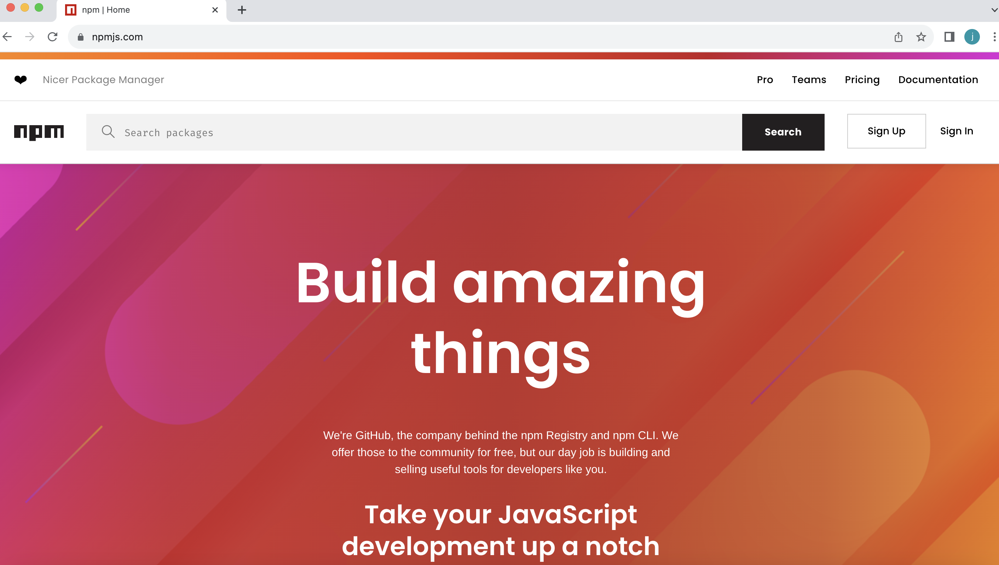 npm | Home
npmjs.com
j
Nicer Package Manager
Pro Teams Pricing Documentation
npm
Search packages
Search
Sign Up
Sign In
Build amazing
things
We're GitHub, the company behind the npm Registry and npm CLI. We
offer those to the community for free, but our day job is building and
selling useful tools for developers like you.
Take your JavaScript
development up a notch